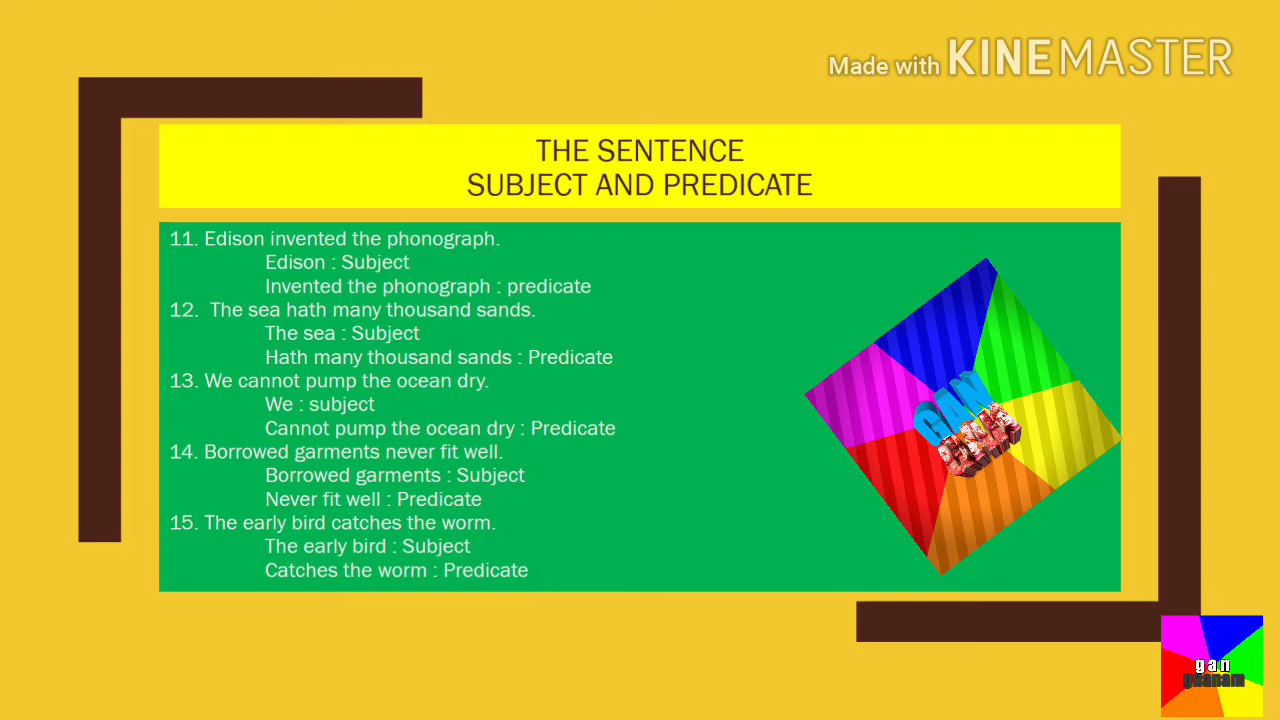 Made with KINEMASTER
THE SENTENCE
SUBJECT AND PREDICATE
11. Edison invented the phonograph.
Edison : Subject
Invented the phonograph : predicate
12. The sea hath many thousand sands.
The sea : Subject
Hath many thousand sands : Predicate
13. We cannot pump the ocean dry.
We : subject
Cannot pump the ocean dry : Predicate
14. Borrowed garments never fit well.
Borrowed garments : Subject
Never fit well : Predicate
15. The early bird catches the worm.
The early bird : Subject
Catches the worm : Predicate
GAN
gan
gnanam